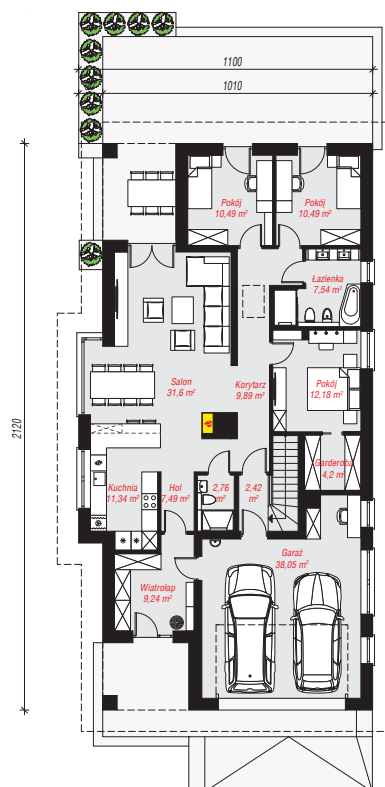 1100
1010
2120
Pokój
10,49 m²
Pokój
10,49 m²
Łazienka
7,54 m²
Salon
31,6 m²
Korytarz
9,89 m²
Pokój
12,18 m²
Garderoba
4,2 m²
Kuchnia
11,34 m²
Hol
7,49 m²
2,76
m²
2,42
m²
Garaż
38,05 m²
Wiatrołap
9,24 m²